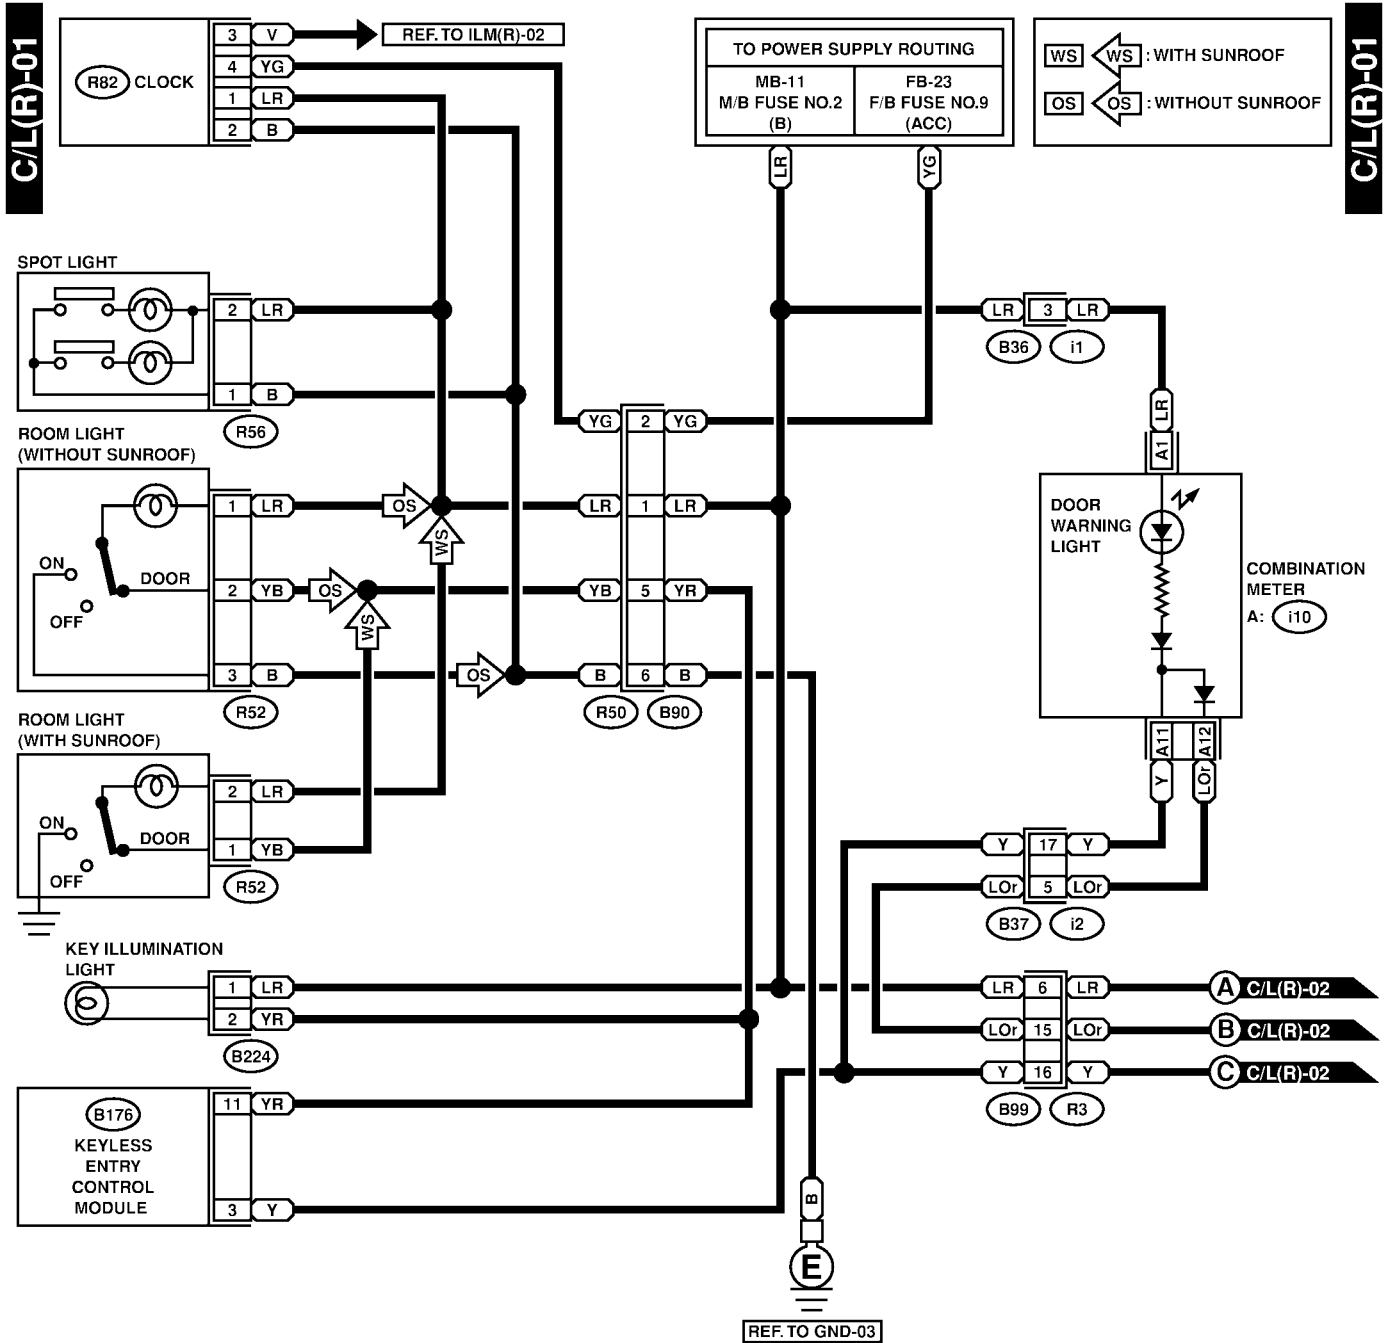 C/L(R)-01
R82 CLOCK
3 V
REF. TO ILM(R)-02
4 YG
1 LR
2 B
TO POWER SUPPLY ROUTING
MB-11
M/B FUSE NO.2
(B)
FB-23
F/B FUSE NO.9
(ACC)
LR
YG
WS WS : WITH SUNROOF
OS OS : WITHOUT SUNROOF
C/L(R)-01
SPOT LIGHT
2 LR
1 B
R56
LR 3 LR
B36 i1
LR
A1
YG 2 YG
ROOM LIGHT
(WITHOUT SUNROOF)
1 LR OS
LR 1 LR
WS
ON
DOOR
OFF
2 YB OS
YB 5 YR
WS
3 B OS
B 6 B
R52
R50 B90
DOOR
WARNING
LIGHT
COMBINATION
METER
A: i10
A11 A12
Y LOr
ROOM LIGHT
(WITH SUNROOF)
ON
DOOR
OFF
2 LR
1 YB
R52
Y 17 Y
LOr 5 LOr
B37 i2
KEY ILLUMINATION
LIGHT
1 LR
2 YR
B224
LR 6 LR A C/L(R)-02
LOr 15 LOr B C/L(R)-02
Y 16 Y C C/L(R)-02
B99 R3
B176
KEYLESS
ENTRY
CONTROL
MODULE
11 YR
3 Y
B
E
REF. TO GND-03